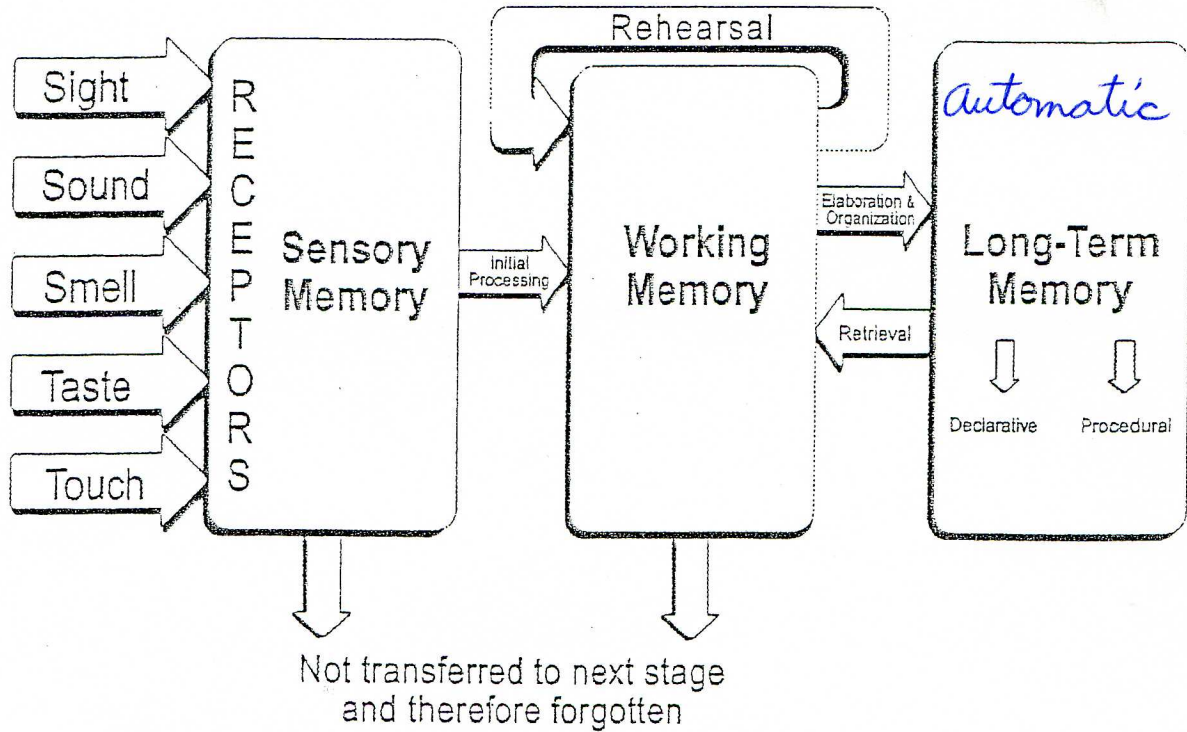 Rehearsal
Sight
Sound
Smell
Taste
Touch
RECEPTORS
Sensory
Memory
Initial
Processing
Working
Memory
Elaboration &
Organization
Retrieval
automatic
Long-Term
Memory
Declarative Procedural
Not transferred to next stage
and therefore forgotten